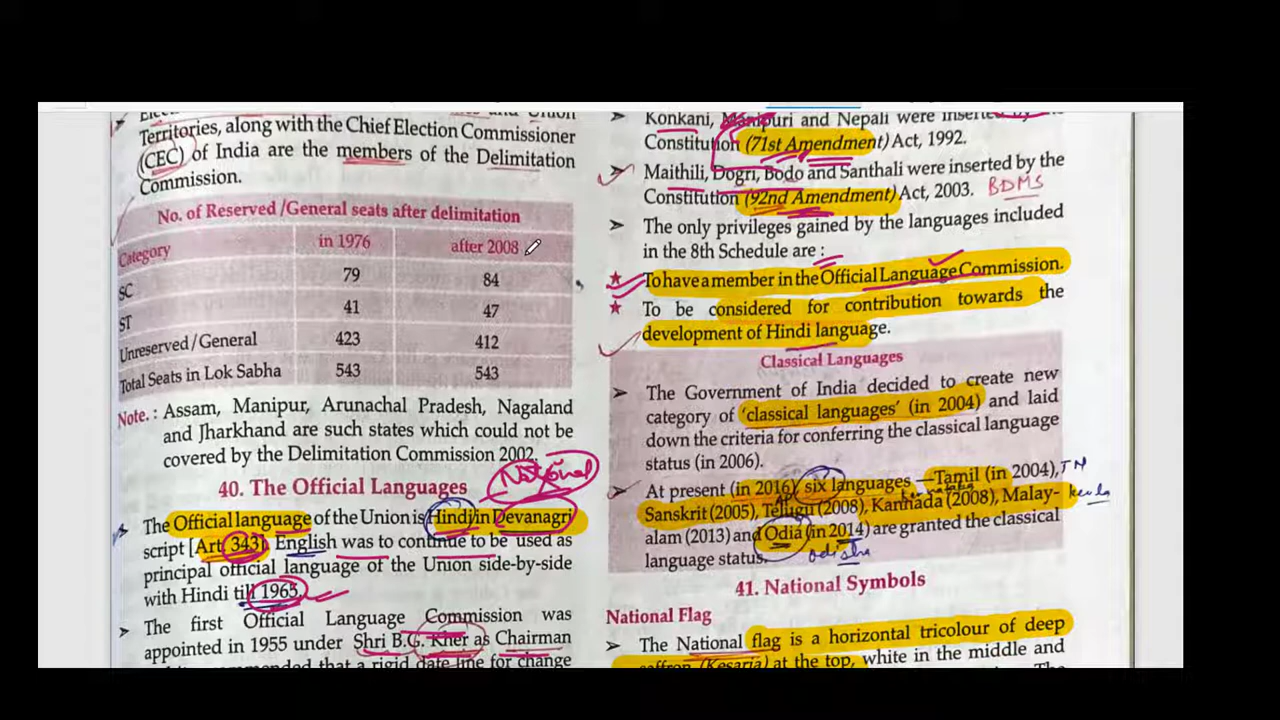 Territories, along with the Chief Election Commissioner
(CEC) of India are the members of the Delimitation
Commission.
No. of Reserved/General seats after delimitation
Category in 1976 after 2008
SC 79 84
ST 41 47
Unreserved/General 423 412
Total Seats in Lok Sabha 543 543
Note. : Assam, Manipur, Arunachal Pradesh, Nagaland
and Jharkhand are such states which could not be
covered by the Delimitation Commission 2002.
National
40. The Official Languages
The Official language of the Union is Hindi in Devanagri
script [Art 343]. English was to continue to be used as
principal official language of the Union side-by-side
with Hindi till 1965.
The first Official Language Commission was
appointed in 1955 under Shri B.G. Kher as Chairman
that a rigid date line for change
Konkani, Manipuri and Nepali were inserted by
Constitution (71st Amendment) Act, 1992.
Maithili, Dogri, Bodo and Santhali were inserted by the
Constitution (92nd Amendment) Act, 2003. BDMS
The only privileges gained by the languages included
in the 8th Schedule are :
To have a member in the Official Language Commission.
To be considered for contribution towards the
development of Hindi language.
Classical Languages
The Government of India decided to create new
category of 'classical languages' (in 2004) and laid
down the criteria for conferring the classical language
status (in 2006).
At present (in 2016) six languages —Tamil (in 2004), TN
Sanskrit (2005), Telugu (2008), Kannada (2008), Malay-
alam (2013) and Odia (in 2014) are granted the classical
language status. Odisha
41. National Symbols
National Flag
The National flag is a horizontal tricolour of deep
saffron (Kesaria) at the top, white in the middle and